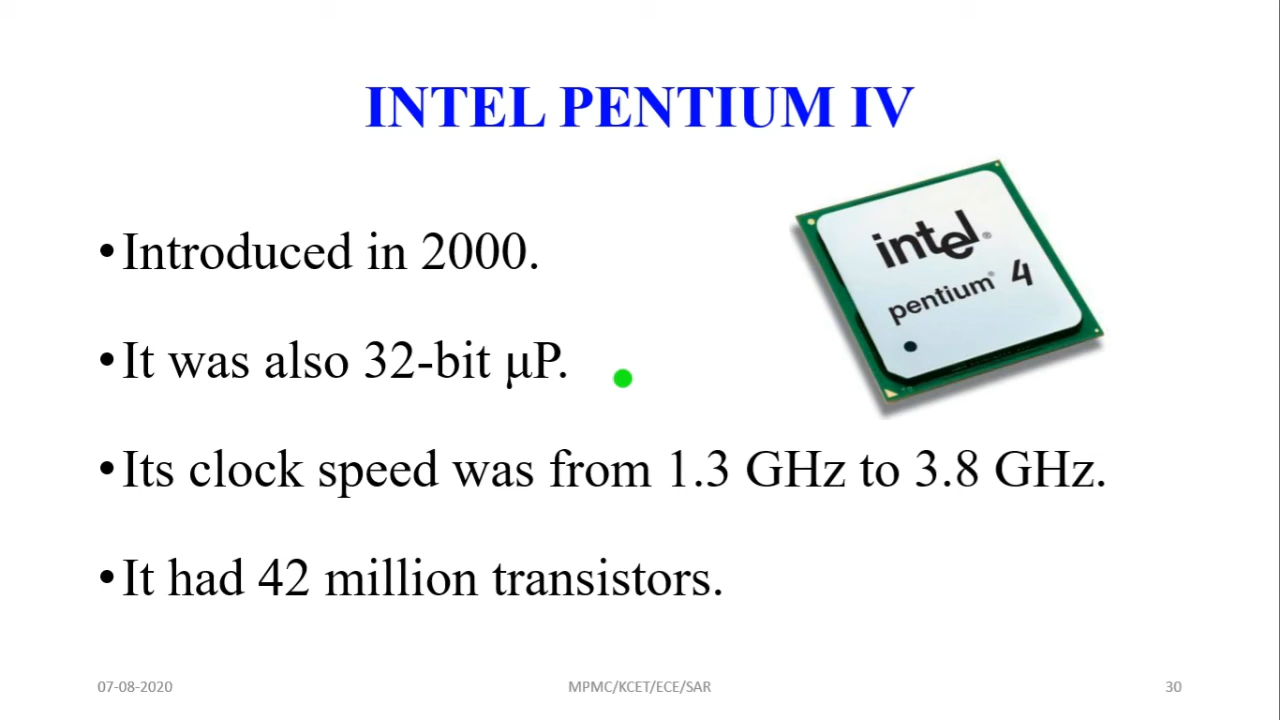 INTEL PENTIUM IV
intel®
pentium® 4
•Introduced in 2000.
•It was also 32-bit μP.
•Its clock speed was from 1.3 GHz to 3.8 GHz.
•It had 42 million transistors.
07-08-2020
MPMC/KCET/ECE/SAR
30